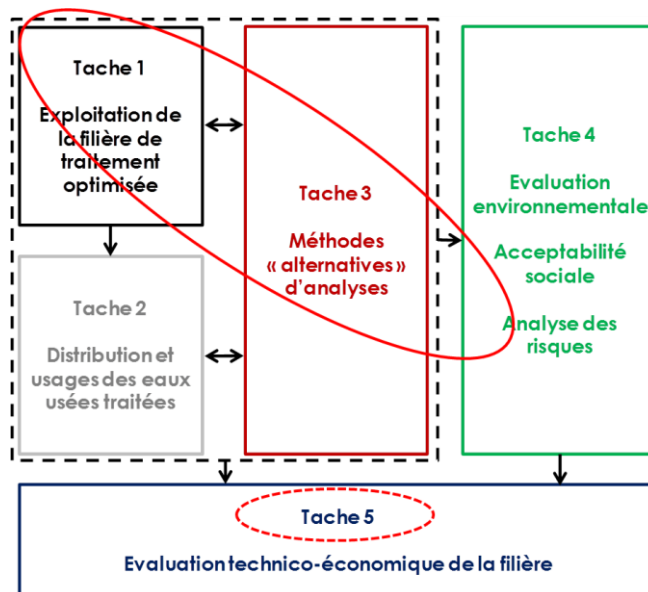 Tache 1
Exploitation de
la filière de
traitement
optimisée
Tache 2
Distribution et
usages des eaux
usées traitées
Tache 3
Méthodes
« alternatives »
d'analyses
Tache 4
Evaluation
environnementale
Acceptabilité
sociale
Analyse des
risques
Tache 5
Evaluation technico-économique de la filière